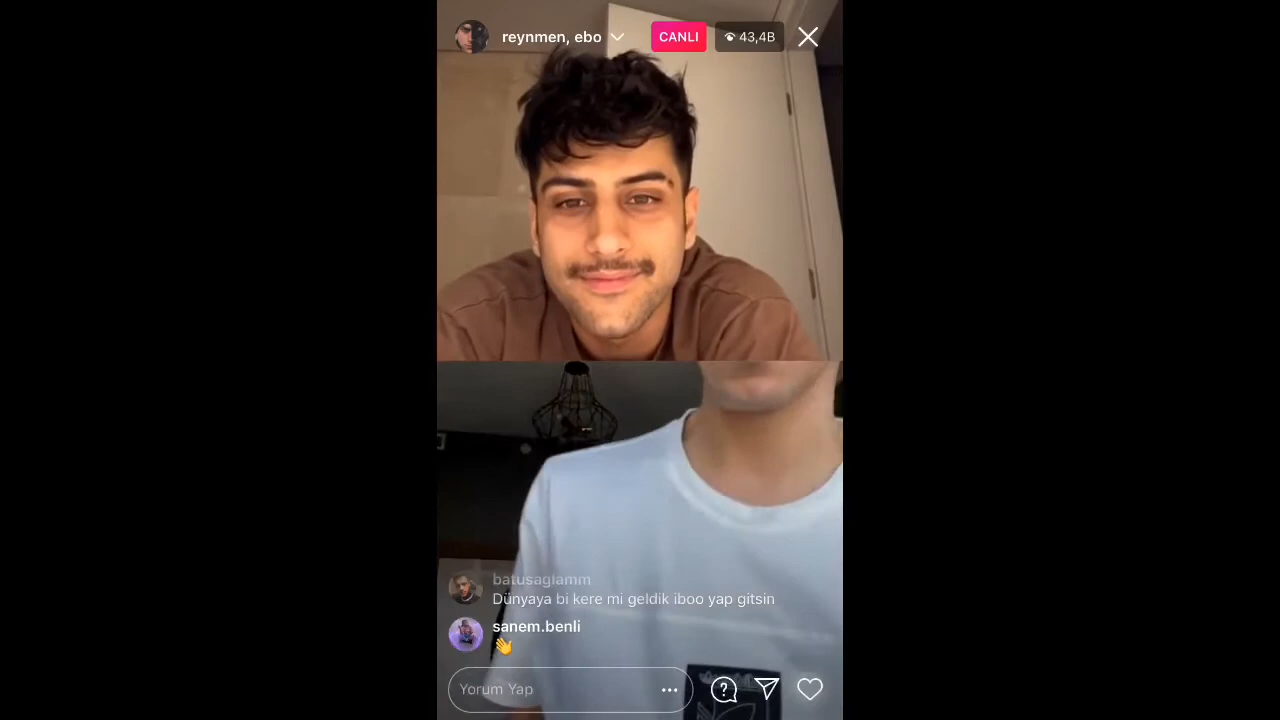 reynmen, ebo
CANLI
43,4B
batusaglamm
Dünyaya bi kere mi geldik iboo yap gitsin
sanem.benli
👋
Yorum Yap